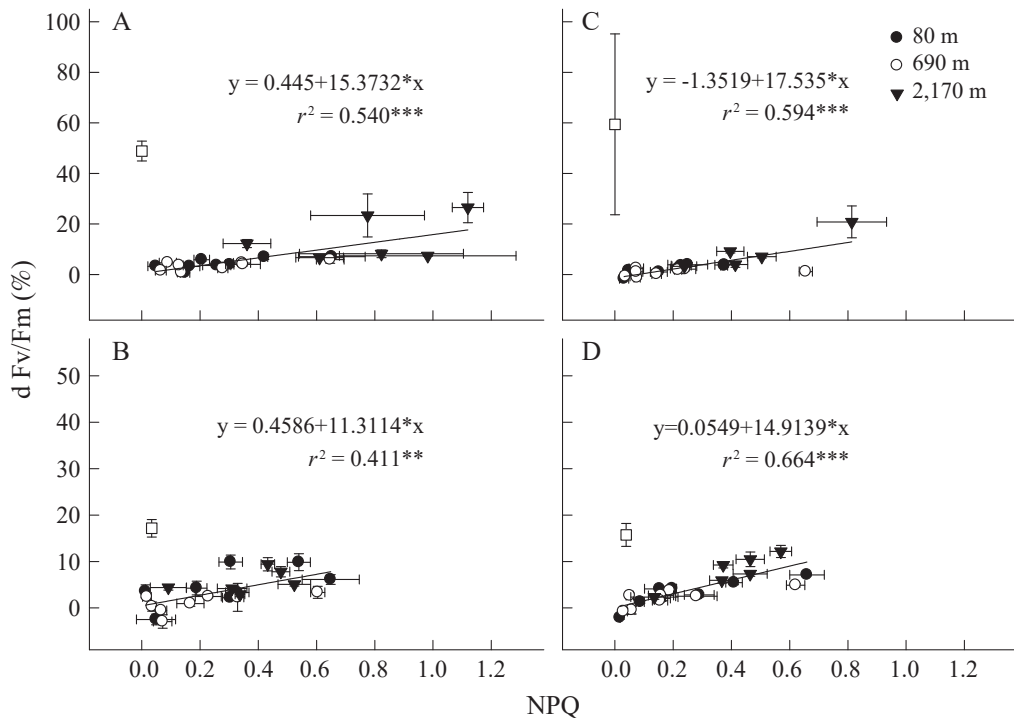 100
80
60
40
20
0
A
y = 0.445+15.3732*x
r² = 0.540***
C
y = -1.3519+17.535*x
r² = 0.594***
80 m
690 m
2,170 m
d Fv/Fm (%)
50
40
30
20
10
0
B
y = 0.4586+11.3114*x
r² = 0.411**
D
y=0.0549+14.9139*x
r² = 0.664***
0.0 0.2 0.4 0.6 0.8 1.0 1.2
0.0 0.2 0.4 0.6 0.8 1.0 1.2
NPQ